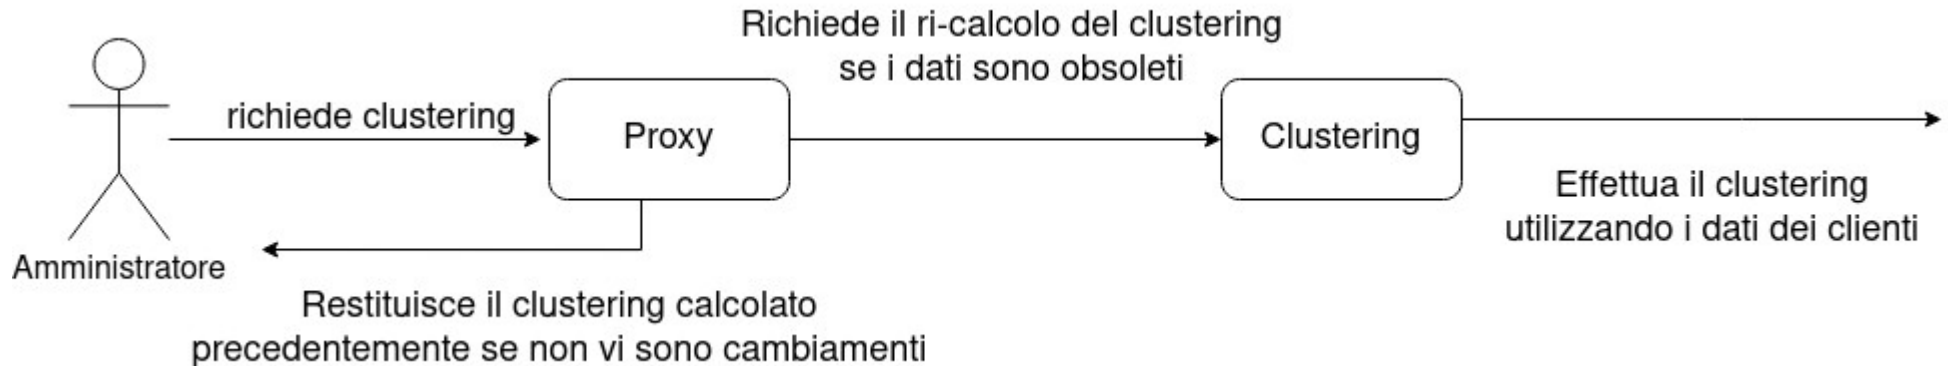 Richiede il ri-calcolo del clustering
se i dati sono obsoleti
richiede clustering
Proxy
Clustering
Effettua il clustering
utilizzando i dati dei clienti
Amministratore
Restituisce il clustering calcolato
precedentemente se non vi sono cambiamenti